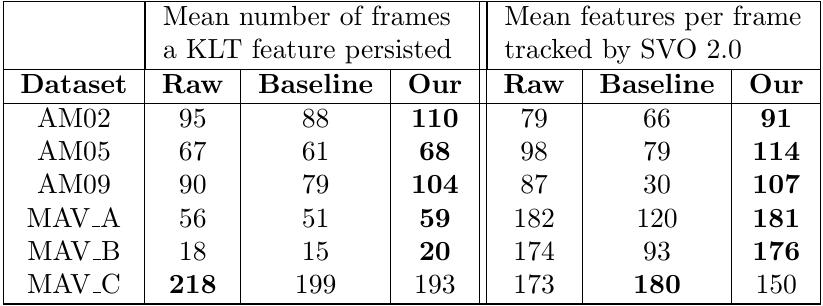 Mean number of frames Mean features per frame
a KLT feature persisted tracked by SVO 2.0
Dataset Raw Baseline Our Raw Baseline Our
AM02 95 88 110 79 66 91
AM05 67 61 68 98 79 114
AM09 90 79 104 87 30 107
MAV_A 56 51 59 182 120 181
MAV_B 18 15 20 174 93 176
MAV_C 218 199 193 173 180 150